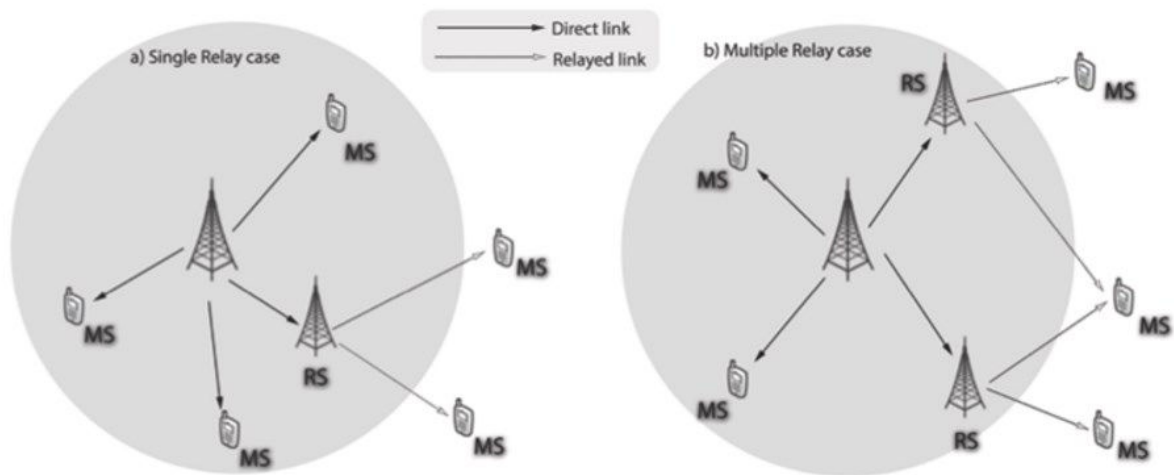 a) Single Relay case
Direct link
Relayed link
b) Multiple Relay case
MS
MS
MS
RS
MS
MS
RS
MS
MS
MS
MS
RS
MS